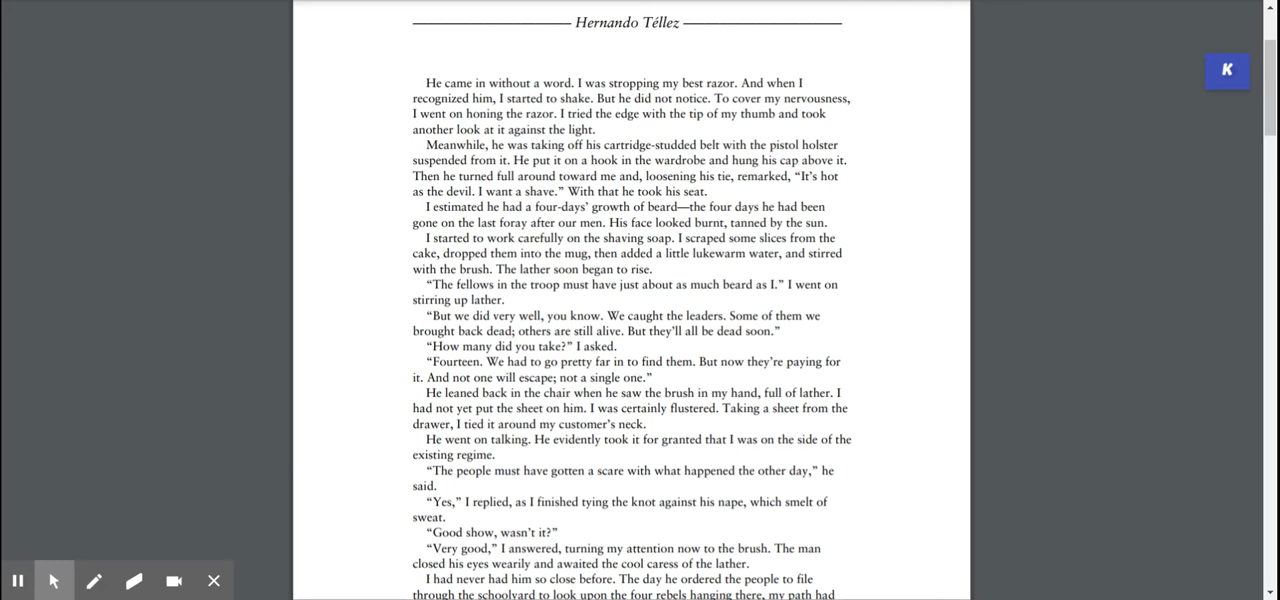 Hernando Téllez
He came in without a word. I was stropping my best razor. And when I
recognized him, I started to shake. But he did not notice. To cover my nervousness,
I went on honing the razor. I tried the edge with the tip of my thumb and took
another look at it against the light.
Meanwhile, he was taking off his cartridge-studded belt with the pistol holster
suspended from it. He put it on a hook in the wardrobe and hung his cap above it.
Then he turned full around toward me and, loosening his tie, remarked, “It’s hot
as the devil. I want a shave.” With that he took his seat.
I estimated he had a four-days’ growth of beard—the four days he had been
gone on the last foray after our men. His face looked burnt, tanned by the sun.
I started to work carefully on the shaving soap. I scraped some slices from the
cake, dropped them into the mug, then added a little lukewarm water, and stirred
with the brush. The lather soon began to rise.
“The fellows in the troop must have just about as much beard as I.” I went on
stirring up lather.
“But we did very well, you know. We caught the leaders. Some of them we
brought back dead; others are still alive. But they’ll all be dead soon.”
“How many did you take?” I asked.
“Fourteen. We had to go pretty far in to find them. But now they’re paying for
it. And not one will escape; not a single one.”
He leaned back in the chair when he saw the brush in my hand, full of lather. I
had not yet put the sheet on him. I was certainly flustered. Taking a sheet from the
drawer, I tied it around my customer’s neck.
He went on talking. He evidently took it for granted that I was on the side of the
existing regime.
“The people must have gotten a scare with what happened the other day,” he
said.
“Yes,” I replied, as I finished tying the knot against his nape, which smelt of
sweat.
“Good show, wasn’t it?”
“Very good,” I answered, turning my attention now to the brush. The man
closed his eyes wearily and awaited the cool caress of the lather.
I had never had him so close before. The day he ordered the people to file
through the schoolyard to look upon the four rebels hanging there, my path had
K